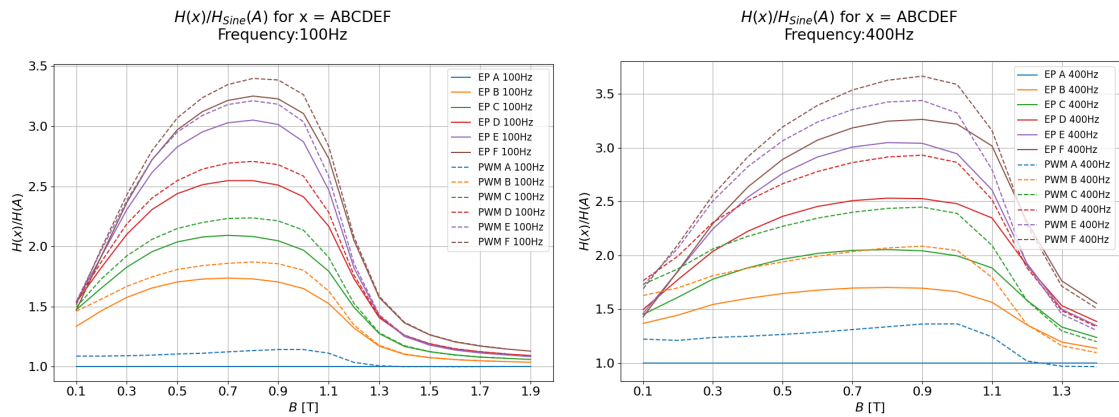 H(x)/H_Sine(A) for x = ABCDEF
Frequency:100Hz
H(x)/H(A)
3.5
3.0
2.5
2.0
1.5
1.0
EP A 100Hz
EP B 100Hz
EP C 100Hz
EP D 100Hz
EP E 100Hz
EP F 100Hz
PWM A 100Hz
PWM B 100Hz
PWM C 100Hz
PWM D 100Hz
PWM E 100Hz
PWM F 100Hz
0.1 0.3 0.5 0.7 0.9 1.1 1.3 1.5 1.7 1.9
B [T]
H(x)/H_Sine(A) for x = ABCDEF
Frequency:400Hz
H(x)/H(A)
3.5
3.0
2.5
2.0
1.5
1.0
EP A 400Hz
EP B 400Hz
EP C 400Hz
EP D 400Hz
EP E 400Hz
EP F 400Hz
PWM A 400Hz
PWM B 400Hz
PWM C 400Hz
PWM D 400Hz
PWM E 400Hz
PWM F 400Hz
0.1 0.3 0.5 0.7 0.9 1.1 1.3
B [T]